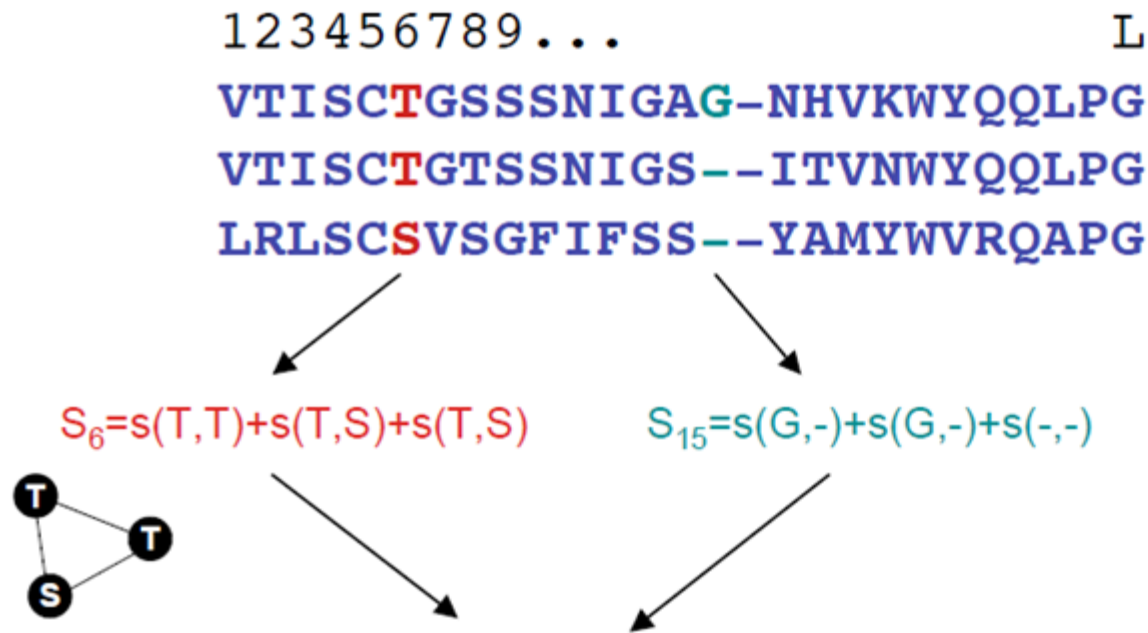 123456789... L
VTISCTGSSSNIGAG-NHVKWYQQLPG
VTISCTGTSSNIGS--ITVNWYQQLPG
LRLSCSVSGFIFSS--YAMYWVRQAPG
S6=s(T,T)+s(T,S)+s(T,S) S15=s(G,-)+s(G,-)+s(-,-)
T
T
S